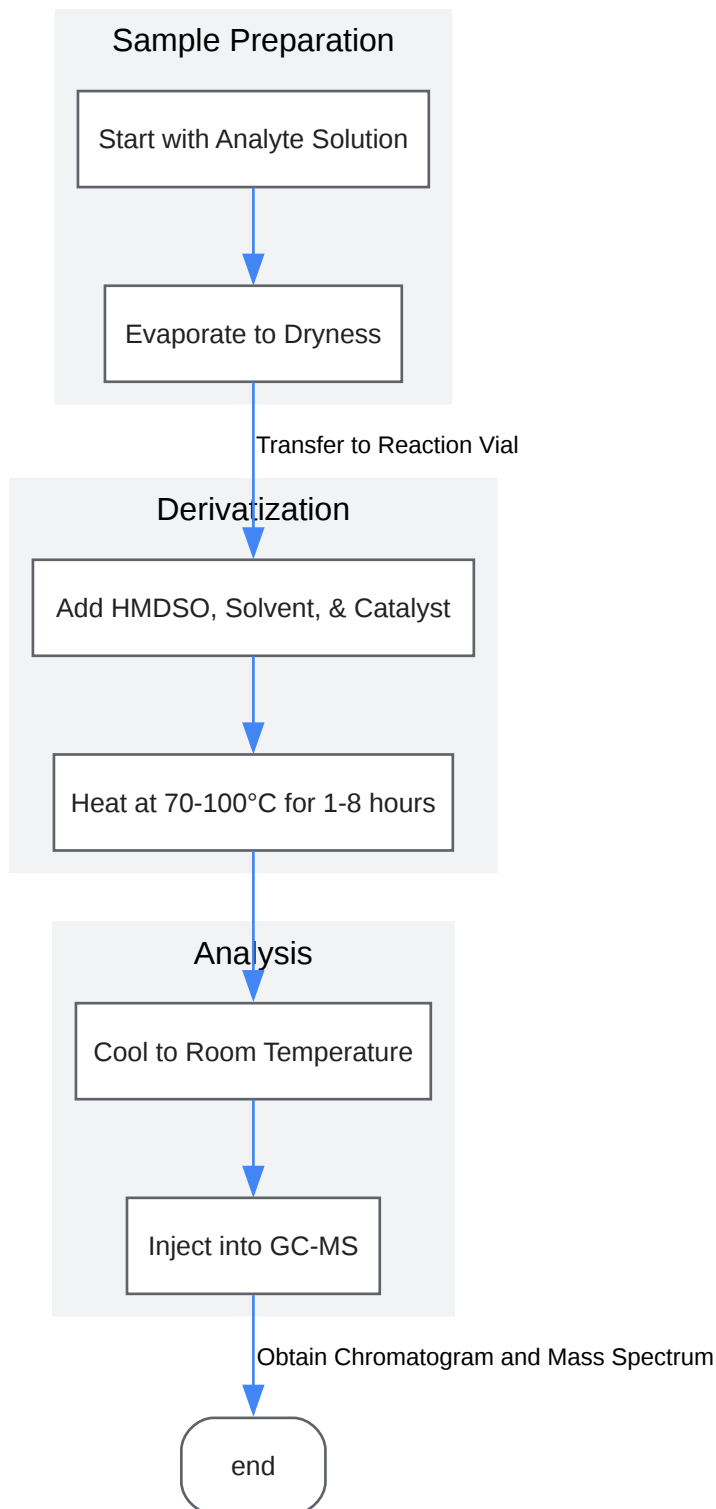 Sample Preparation
Start with Analyte Solution
Evaporate to Dryness
Transfer to Reaction Vial
Derivatization
Add HMDSO, Solvent, & Catalyst
Heat at 70-100°C for 1-8 hours
Analysis
Cool to Room Temperature
Inject into GC-MS
Obtain Chromatogram and Mass Spectrum
end